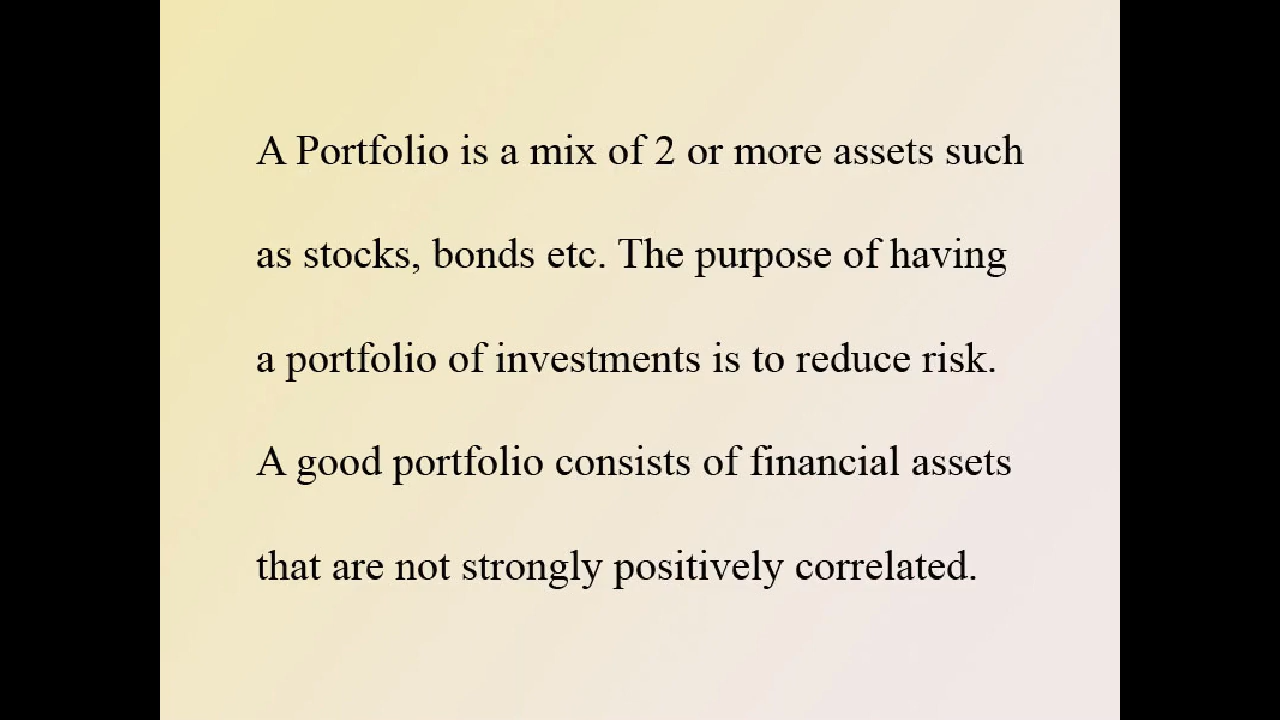 A Portfolio is a mix of 2 or more assets such
as stocks, bonds etc. The purpose of having
a portfolio of investments is to reduce risk.
A good portfolio consists of financial assets
that are not strongly positively correlated.